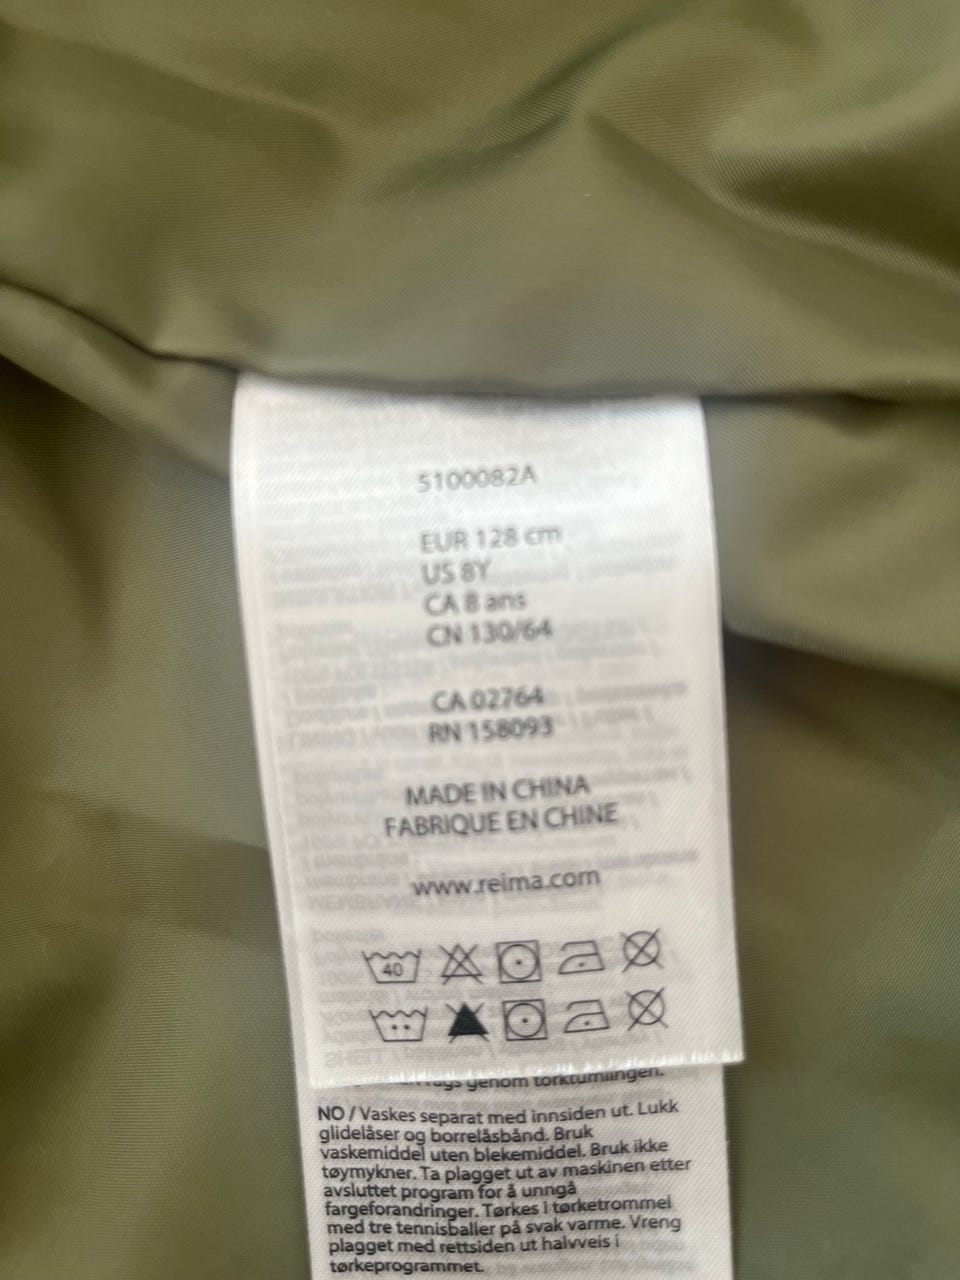 5100082A
EUR 128 cm
US 8Y
CA 8 ans
CN 130/64
CA 02764
RN 158093
MADE IN CHINA
FABRIQUE EN CHINE
www.reima.com
40
genom torktumlingen.
NO / Vaskes separat med innsiden ut. Lukk
glidelåser og borrelåsbånd. Bruk
vaskemiddel uten blekemiddel. Bruk ikke
tøymykner. Ta plagget ut av maskinen etter
avsluttet program for å unngå
fargeforandringer. Tørkes i tørketrommel
med tre tennisballer på svak varme. Vreng
plagget med rettsiden ut halvveis i
tørkeprogrammet.